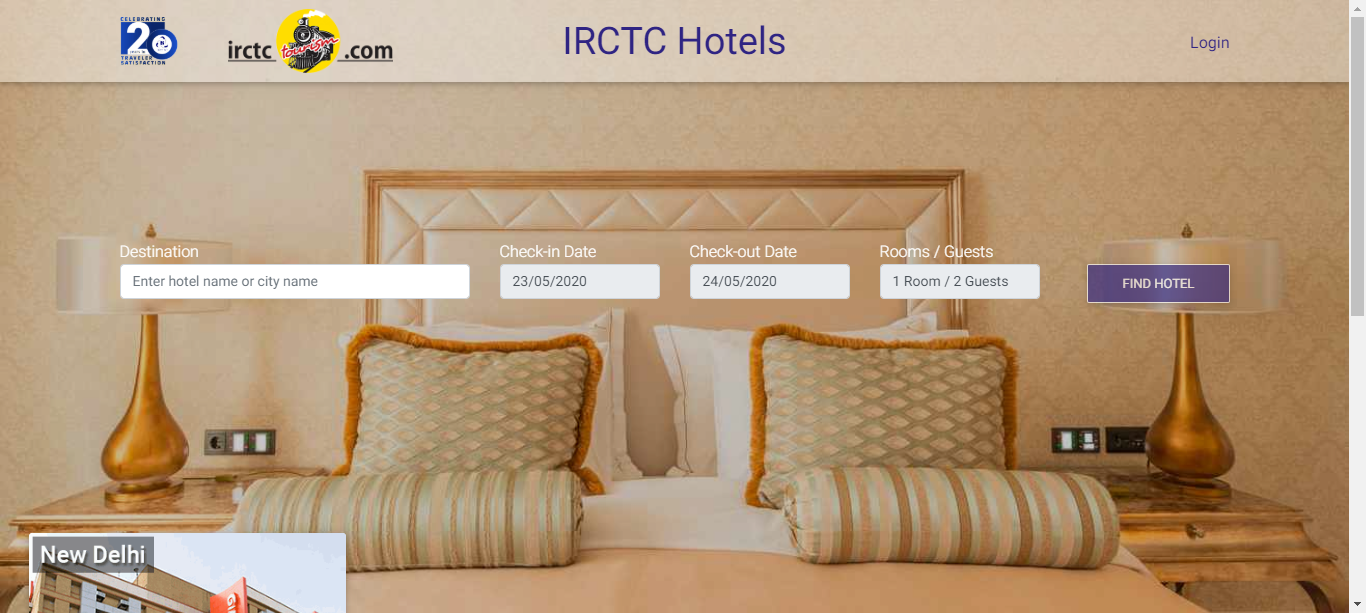 CELEBRATING
20
TRAVELER
SATISFACTION
irctc tourism .com
IRCTC Hotels
Login
Destination
Check-in Date
Check-out Date
Rooms / Guests
Enter hotel name or city name
23/05/2020
24/05/2020
1 Room / 2 Guests
FIND HOTEL
New Delhi